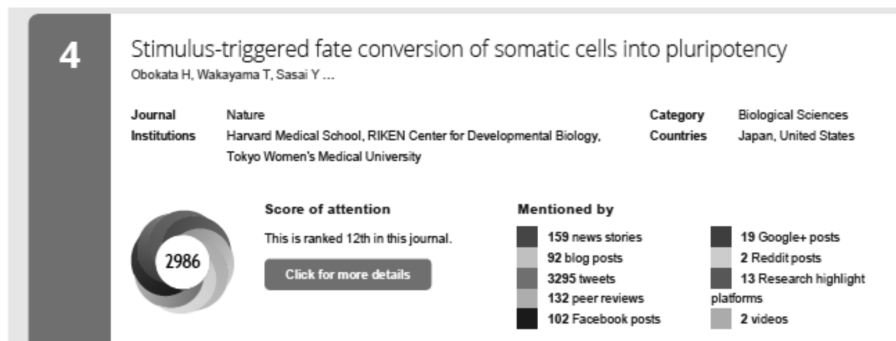 4
Stimulus-triggered fate conversion of somatic cells into pluripotency
Obokata H, Wakayama T, Sasai Y ...
Journal Nature
Category Biological Sciences
Institutions Harvard Medical School, RIKEN Center for Developmental Biology,
Tokyo Women's Medical University
Countries Japan, United States
2986
Score of attention
This is ranked 12th in this journal.
Click for more details
Mentioned by
159 news stories
92 blog posts
3295 tweets
132 peer reviews
102 Facebook posts
19 Google+ posts
2 Reddit posts
13 Research highlight
platforms
2 videos